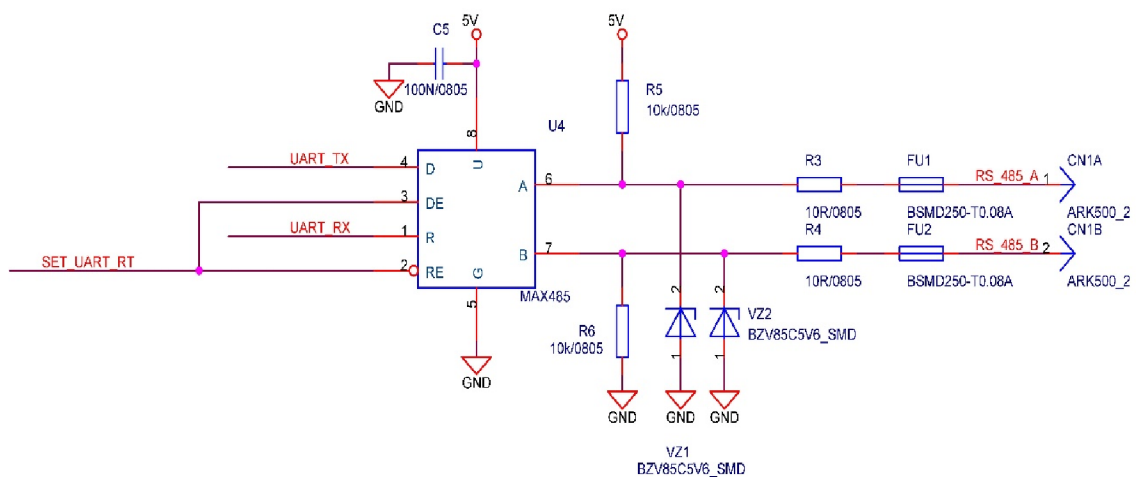 C5
5V
5V
100N/0805
GND
R5
10k/0805
U4
8
UART_TX
4
D
U
3
DE
A
6
R3
FU1
RS_485_A
1
CN1A
10R/0805
BSMD250-T0.08A
ARK500_2
UART_RX
1
R
R4
FU2
CN1B
B
7
RS_485_B
2
SET_UART_RT
2
RE
G
10R/0805
BSMD250-T0.08A
ARK500_2
MAX485
5
2
2
R6
10k/0805
VZ2
BZV85C5V6_SMD
1
1
GND
GND
GND
GND
VZ1
BZV85C5V6_SMD